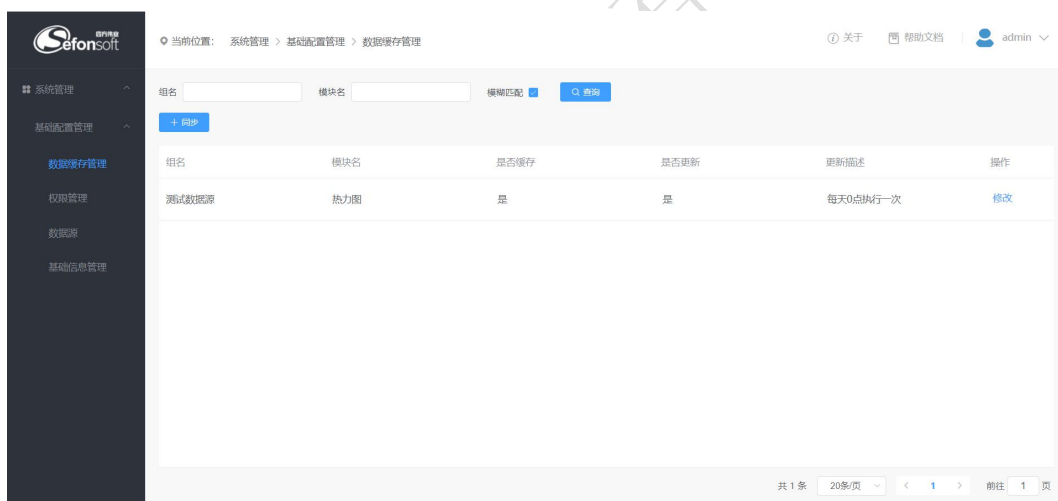 四方伟业
Sefonsoft
当前位置： 系统管理 > 基础配置管理 > 数据缓存管理
关于 帮助文档 admin
系统管理
基础配置管理
数据缓存管理
权限管理
数据源
基础信息管理
组名 模块名 模糊匹配 查询
+ 同步
组名 模块名 是否缓存 是否更新 更新描述 操作
测试数据源 热力图 是 是 每天0点执行一次 修改
共 1 条 20条/页 < 1 > 前往 1 页